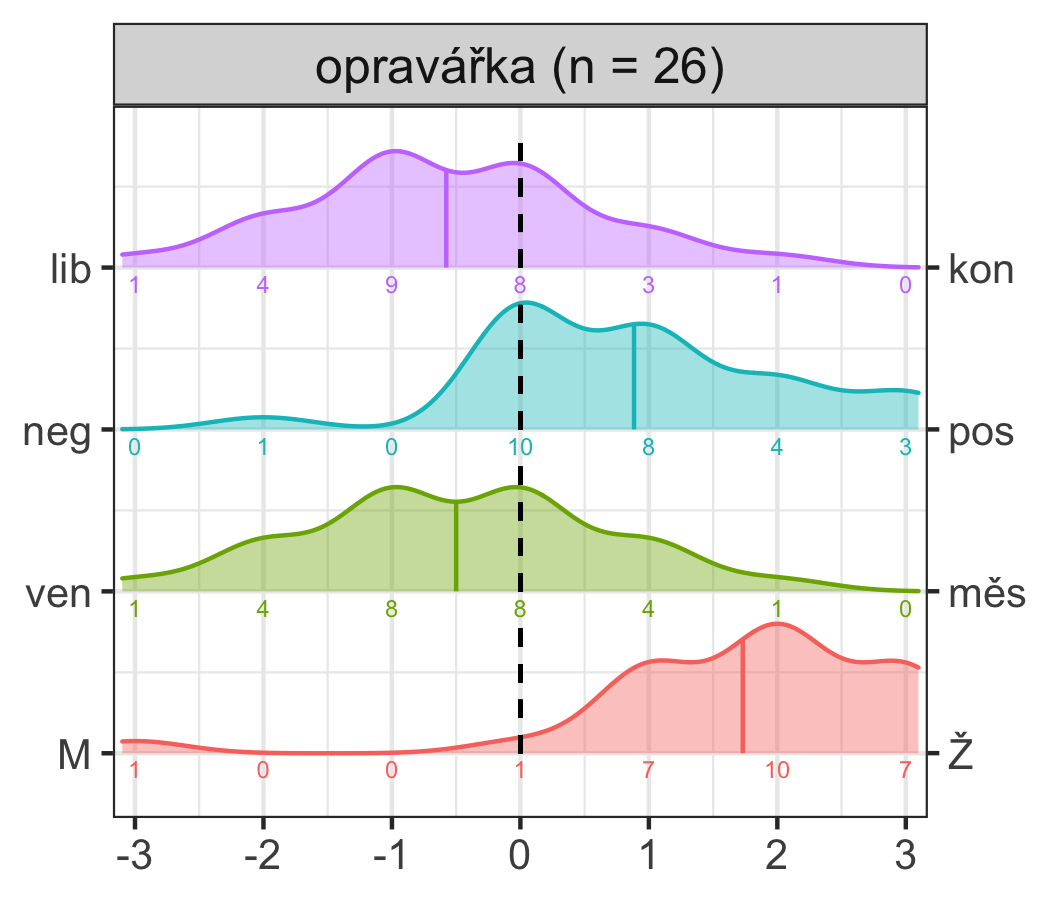 opravářka (n = 26)
lib kon
1 4 9 8 3 1 0
neg pos
0 1 0 10 8 4 3
ven měs
1 4 8 8 4 1 0
M Ž
1 0 0 1 7 10 7
-3 -2 -1 0 1 2 3